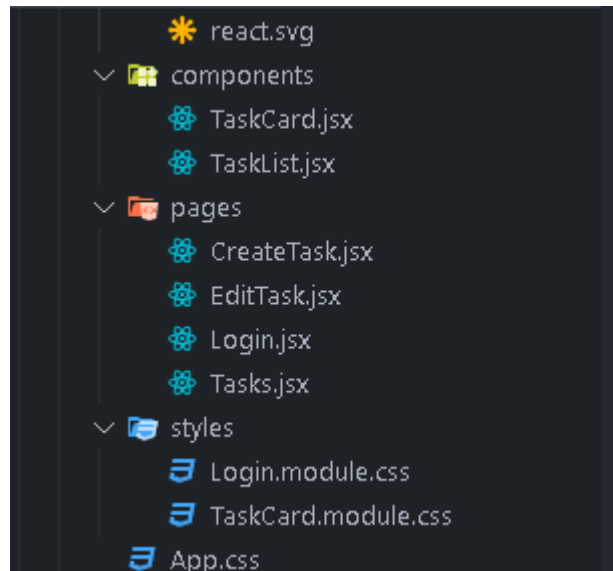 react.svg
components
TaskCard.jsx
TaskList.jsx
pages
CreateTask.jsx
EditTask.jsx
Login.jsx
Tasks.jsx
styles
Login.module.css
TaskCard.module.css
App.css